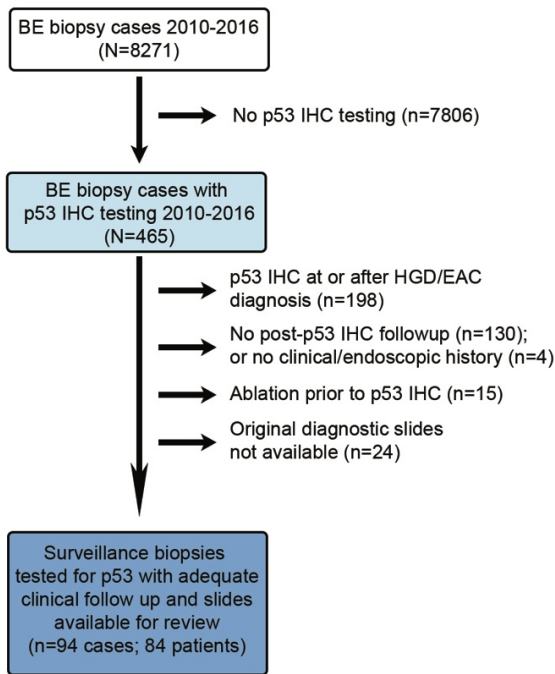 BE biopsy cases 2010-2016
(N=8271)
No p53 IHC testing (n=7806)
BE biopsy cases with
p53 IHC testing 2010-2016
(N=465)
p53 IHC at or after HGD/EAC
diagnosis (n=198)
No post-p53 IHC followup (n=130);
or no clinical/endoscopic history (n=4)
Ablation prior to p53 IHC (n=15)
Original diagnostic slides
not available (n=24)
Surveillance biopsies
tested for p53 with adequate
clinical follow up and slides
available for review
(n=94 cases; 84 patients)